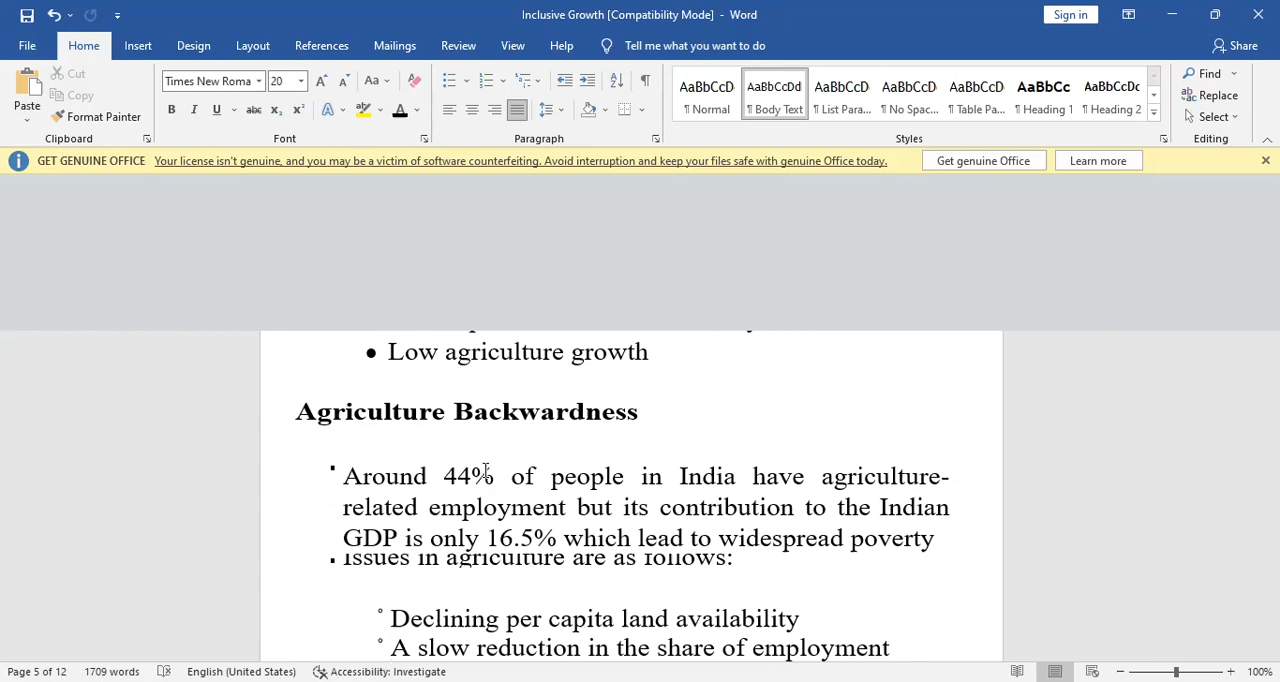 Inclusive Growth [Compatibility Mode] - Word
Sign in
File Home Insert Design Layout References Mailings Review View Help Tell me what you want to do Share
Paste
Cut
Copy
Format Painter
Clipboard
Times New Roma 20
Aa
B I U abc X₂ X² A A
Font
Paragraph
AaBbCcD AaBbCcDd AaBbCcDd AaBbCcDd AaBbCcDd AaBbCc AaBbCcDc
¶ Normal ¶ Body Text ¶ List Para... ¶ No Spac... ¶ Table Pa... ¶ Heading 1 ¶ Heading 2
Styles
Find
Replace
Select
Editing
GET GENUINE OFFICE Your license isn't genuine, and you may be a victim of software counterfeiting. Avoid interruption and keep your files safe with genuine Office today. Get genuine Office Learn more
• Low agriculture growth
Agriculture Backwardness
Around 44% of people in India have agriculture-
related employment but its contribution to the Indian
GDP is only 16.5% which lead to widespread poverty
Issues in agriculture are as follows:
Declining per capita land availability
A slow reduction in the share of employment
Page 5 of 12 1709 words English (United States) Accessibility: Investigate 100%